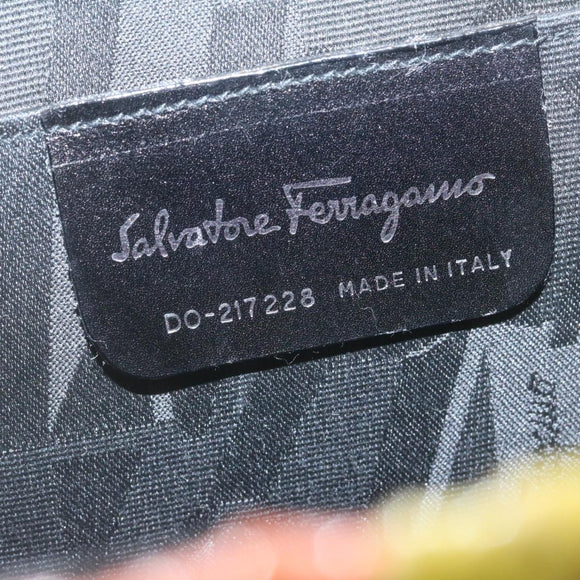 Salvatore Ferragamo
DO-217228 MADE IN ITALY